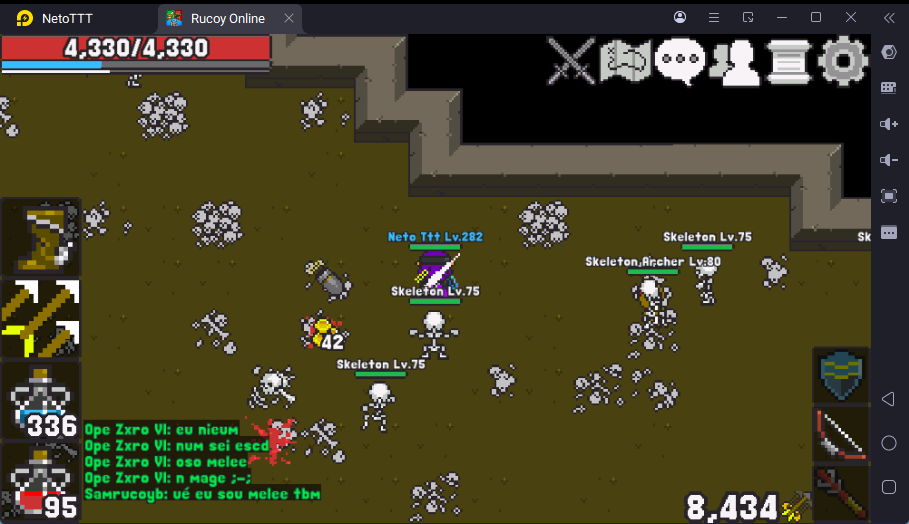 NetoTTT
Rucoy Online
4,330/4,330
Neto Ttt Lv.282
Skeleton Lv.75
Sk
Skeleton Archer Lv.80
Skeleton Lv.75
42
Skeleton Lv.75
336
Ope Zxro Vl: eu nieum
Ope Zxro Vl: num sei escd
Ope Zxro Vl: oso melee
Ope Zxro Vl: n mage ;-;
Samrucoyb: ué eu sou melee tbm
95
8,434